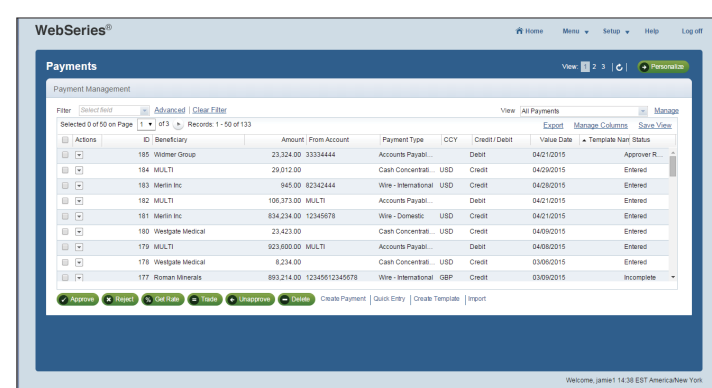 WebSeries®
Home Menu Setup Help Log off
Payments
View: 1 2 3 Personalize
Payment Management
Filter Select field Advanced | Clear Filter View All Payments Manage
Selected 0 of 50 on Page 1 of 3 Records: 1 - 50 of 133 Export Manage Columns Save View
Actions ID Beneficiary Amount From Account Payment Type CCY Credit / Debit Value Date Template Nam Status
185 Widmer Group 23,324.00 33334444 Accounts Payabl... Debit 04/21/2015 Approver R...
184 MULTI 29,012.00 Cash Concentrati... USD Credit 04/29/2015 Entered
183 Merlin Inc 945.00 82342444 Wire - International USD Credit 04/28/2015 Entered
182 MULTI 106,373.00 MULTI Accounts Payabl... Debit 04/21/2015 Entered
181 Merlin Inc 834,234.00 12345678 Wire - Domestic USD Credit 04/21/2015 Entered
180 Westgate Medical 23,423.00 Cash Concentrati... USD Credit 04/09/2015 Entered
179 MULTI 923,600.00 MULTI Accounts Payabl... Debit 04/08/2015 Entered
178 Westgate Medical 8,234.00 Cash Concentrati... USD Credit 03/06/2015 Entered
177 Roman Minerals 893,214.00 12345612345678 Wire - International GBP Credit 03/09/2015 Incomplete
Approve Reject Get Rate Trade Unapprove Delete Create Payment | Quick Entry | Create Template | Import
Welcome, jamie1 14:38 EST America/New York